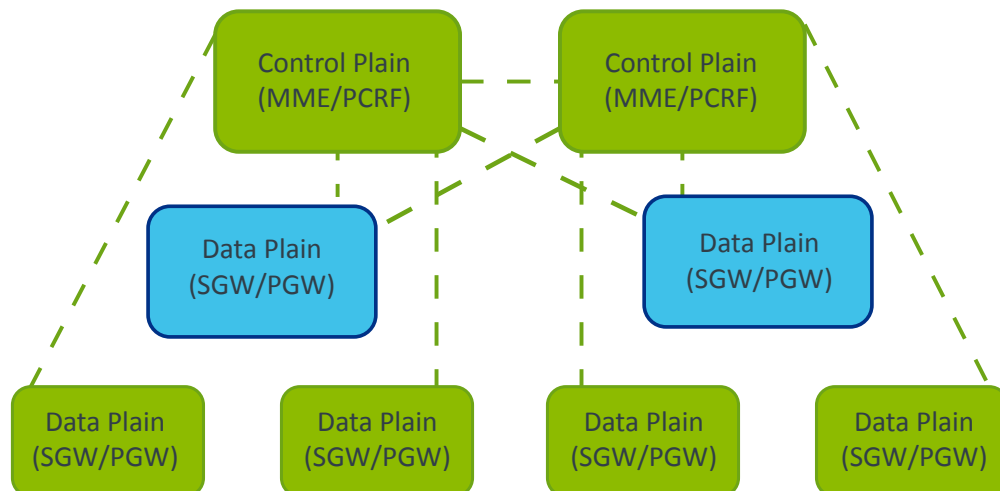 Control Plain
(MME/PCRF)
Control Plain
(MME/PCRF)
Data Plain
(SGW/PGW)
Data Plain
(SGW/PGW)
Data Plain
(SGW/PGW)
Data Plain
(SGW/PGW)
Data Plain
(SGW/PGW)
Data Plain
(SGW/PGW)